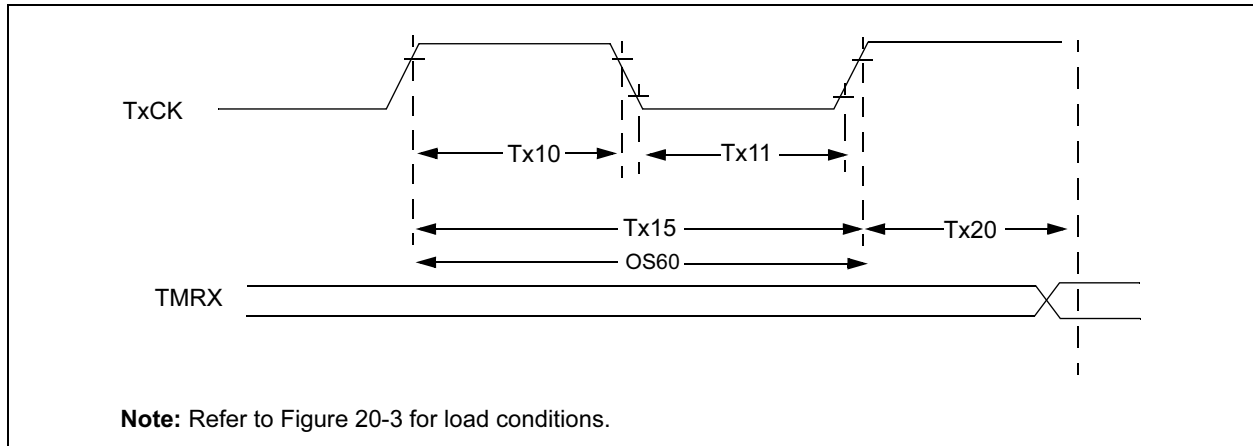 TxCK
Tx10
Tx11
Tx15
Tx20
OS60
TMRX
Note: Refer to Figure 20-3 for load conditions.